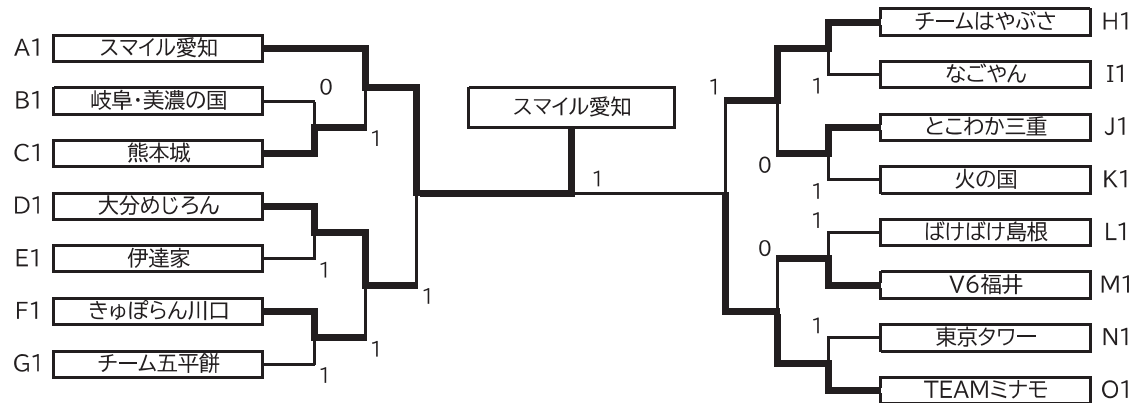 A1 スマイル愛知
B1 岐阜・美濃の国
C1 熊本城
D1 大分めじろん
E1 伊達家
F1 きゅぽらん川口
G1 チーム五平餅
0
1
1
1
1
1
スマイル愛知
1
チームはやぶさ H1
なごやん I1
とこわか三重 J1
火の国 K1
ばけばけ島根 L1
V6福井 M1
東京タワー N1
TEAMミナモ O1
1
1
0
1
1
0
1